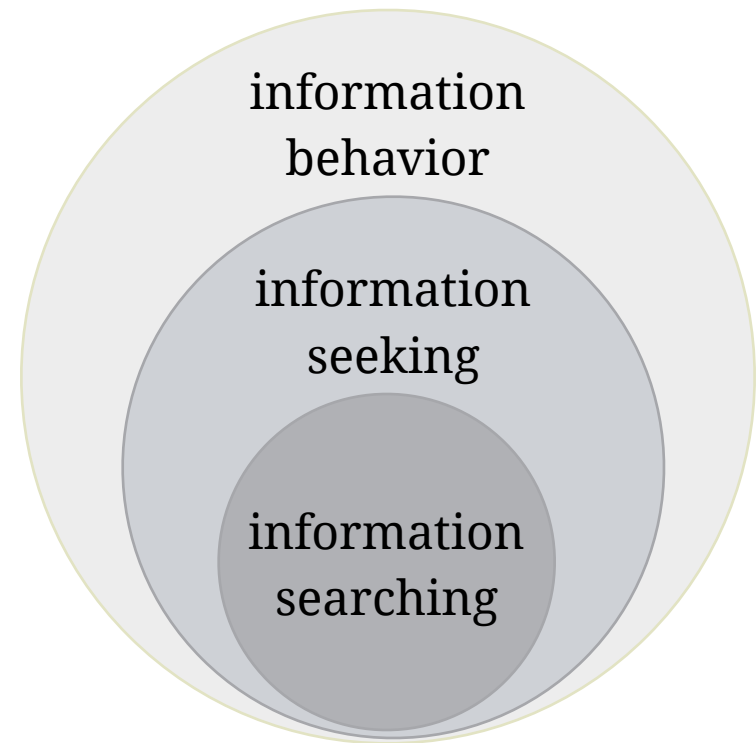 information
behavior
information
seeking
information
searching